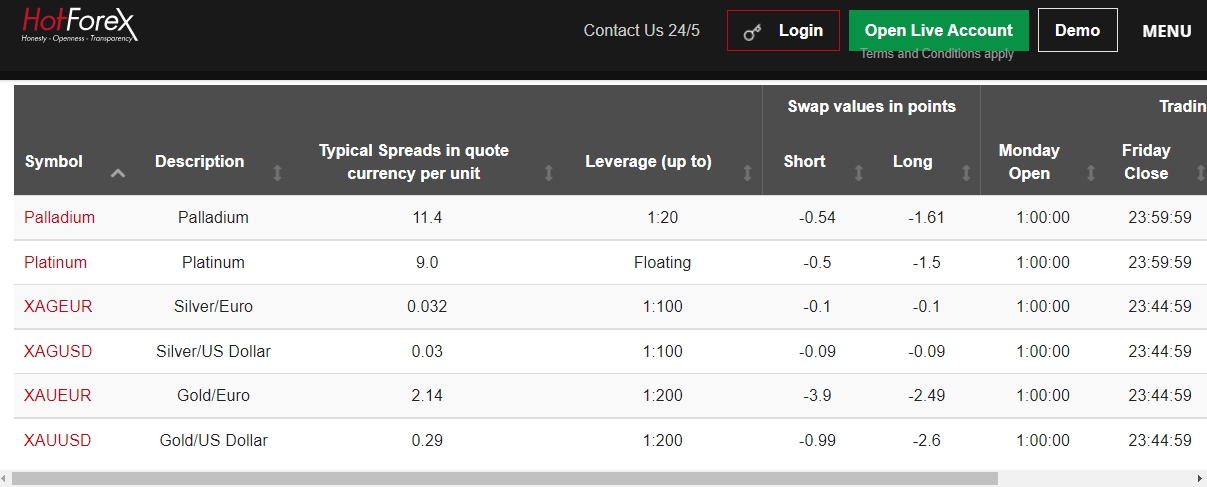 HotForex
Honesty - Openness - Transparency
Contact Us 24/5
Login
Open Live Account
Terms and Conditions apply
Demo
MENU
Swap values in points
Tradin
Symbol Description Typical Spreads in quote
currency per unit Leverage (up to) Short Long Monday
Open Friday
Close
Palladium Palladium 11.4 1:20 -0.54 -1.61 1:00:00 23:59:59
Platinum Platinum 9.0 Floating -0.5 -1.5 1:00:00 23:59:59
XAGEUR Silver/Euro 0.032 1:100 -0.1 -0.1 1:00:00 23:44:59
XAGUSD Silver/US Dollar 0.03 1:100 -0.09 -0.09 1:00:00 23:44:59
XAUEUR Gold/Euro 2.14 1:200 -3.9 -2.49 1:00:00 23:44:59
XAUUSD Gold/US Dollar 0.29 1:200 -0.99 -2.6 1:00:00 23:44:59